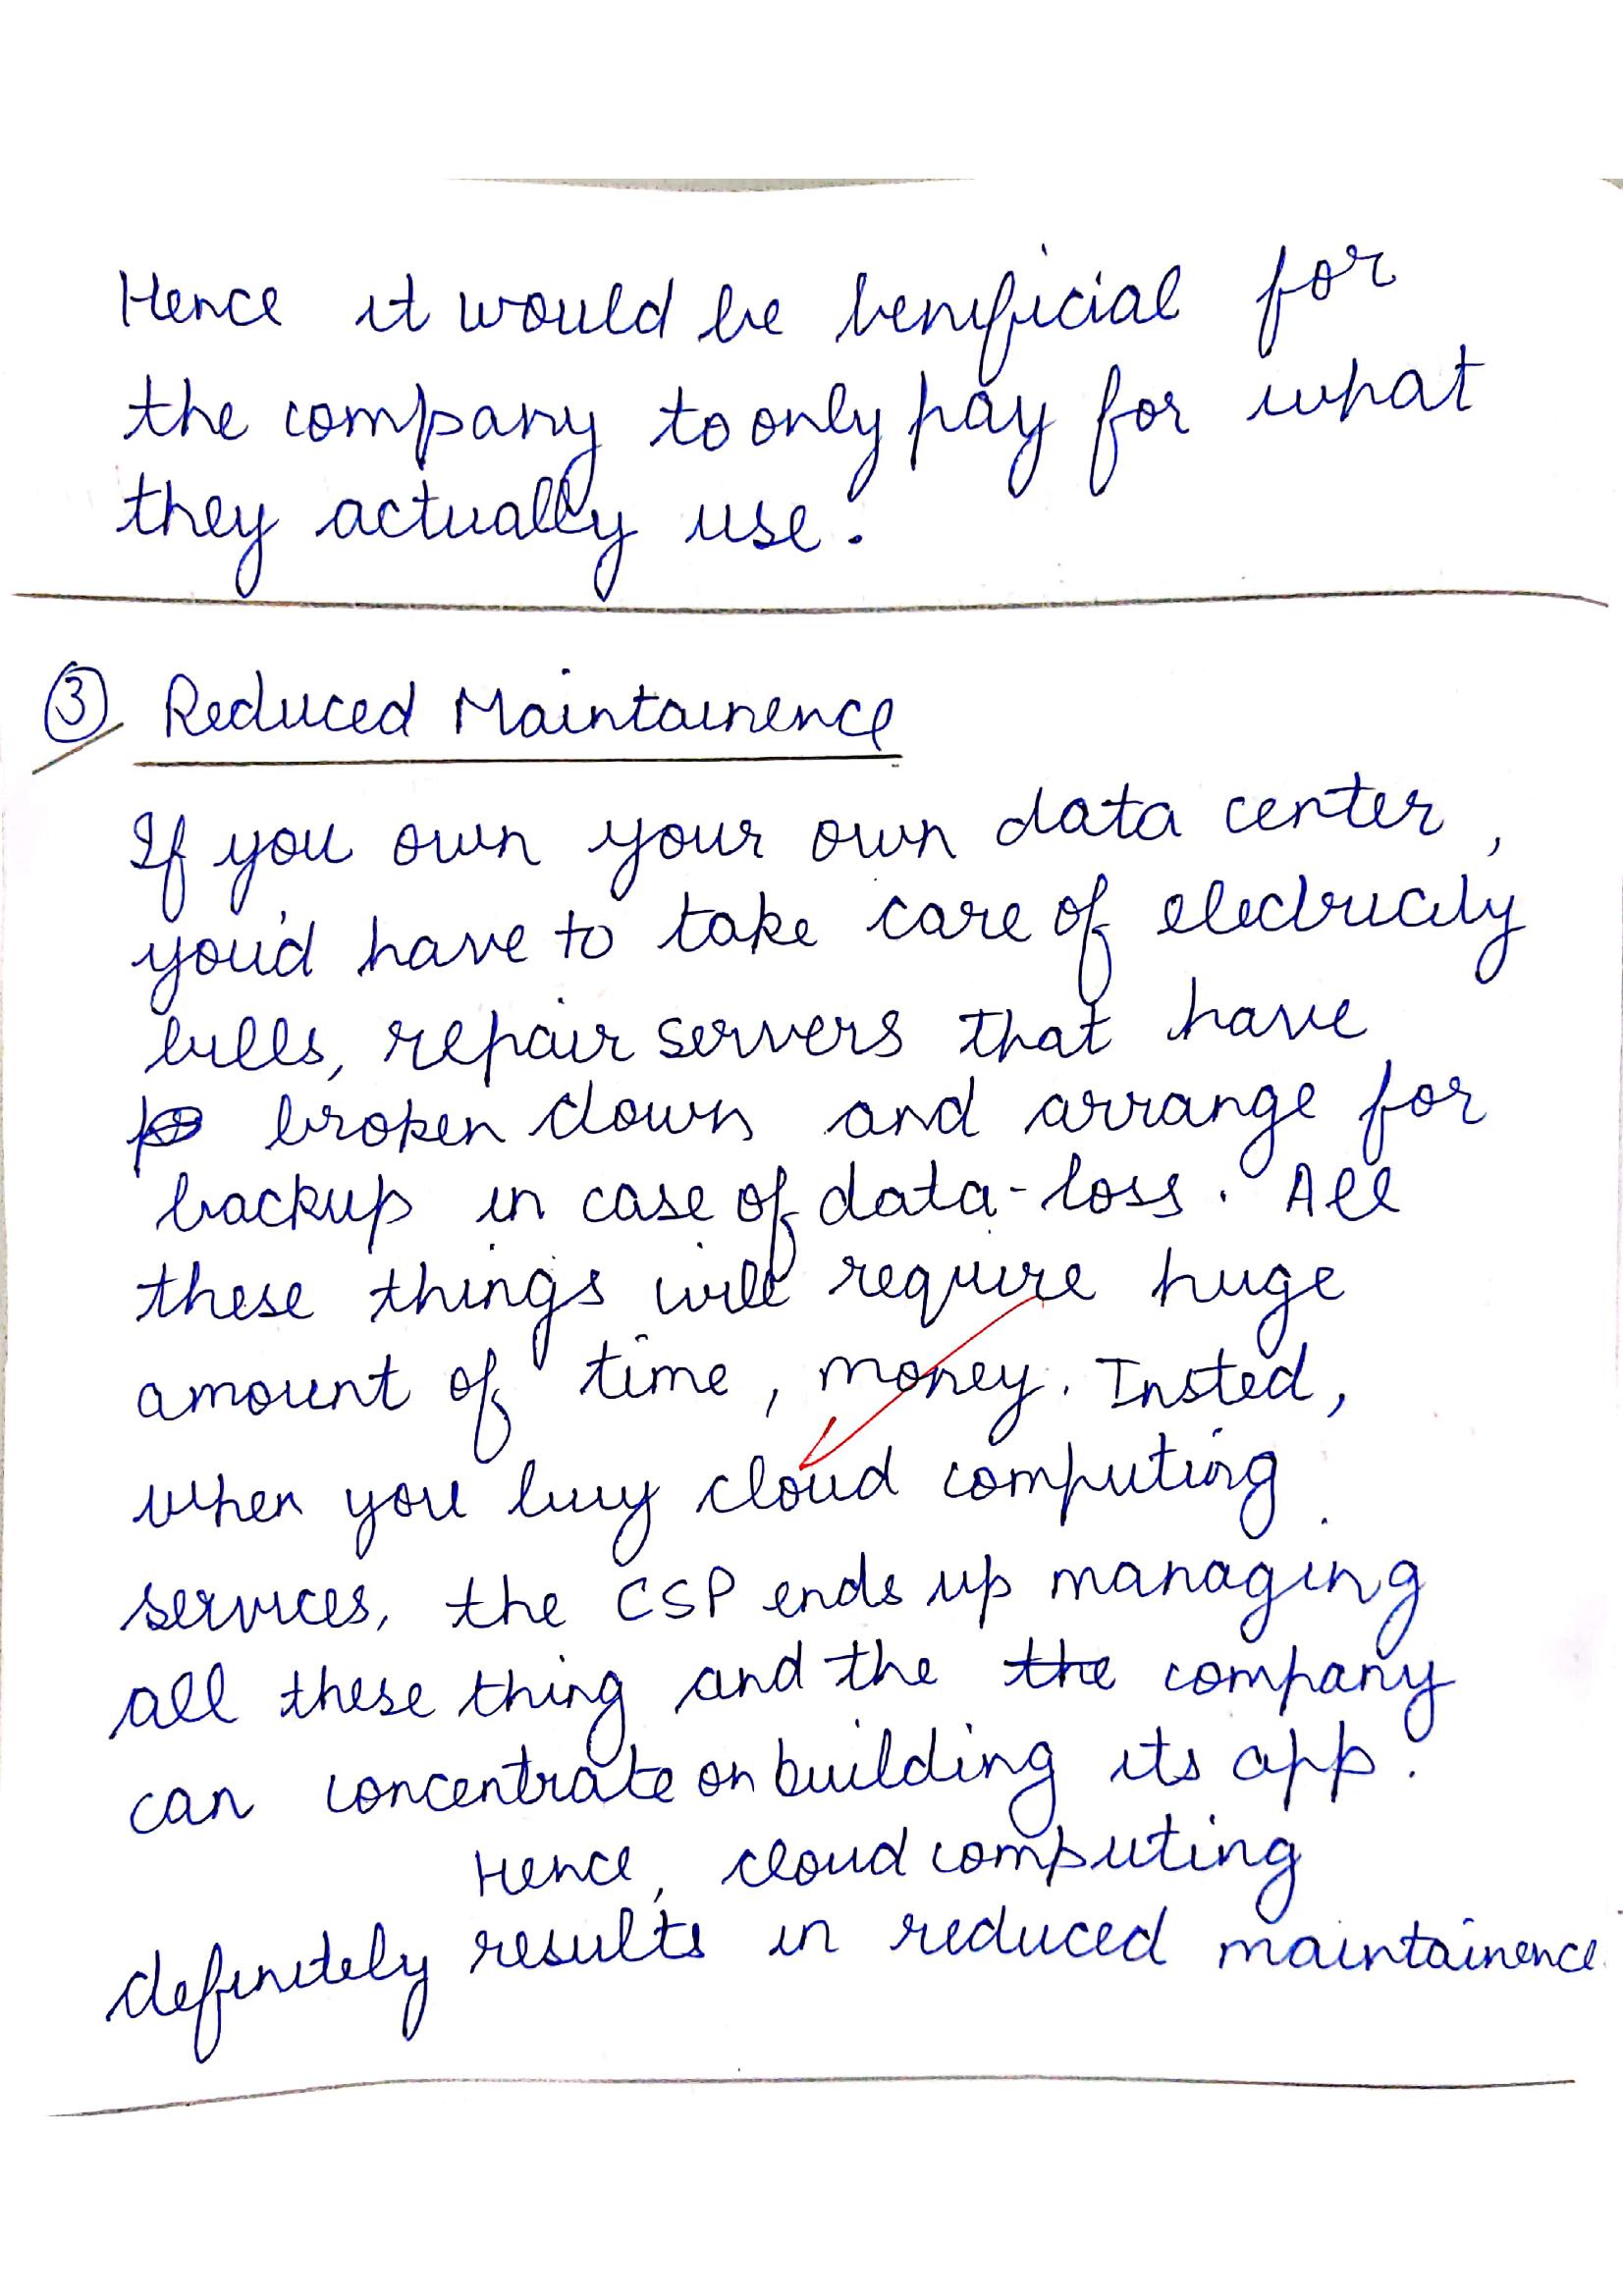 Hence it would be benificial for
the company to only pay for what
they actually use.
③ Reduced Maintainence
If you own your own data center,
you'd have to take care of electricity
bills, repair servers that have
broken down and arrange for
backup in case of data-loss. All
these things will require huge
amount of time, money. Insted,
when you buy cloud computing
services, the CSP ends up managing
all these thing and the the company
can concentrate on building its app.
Hence, cloud computing
definitely results in reduced maintainence.